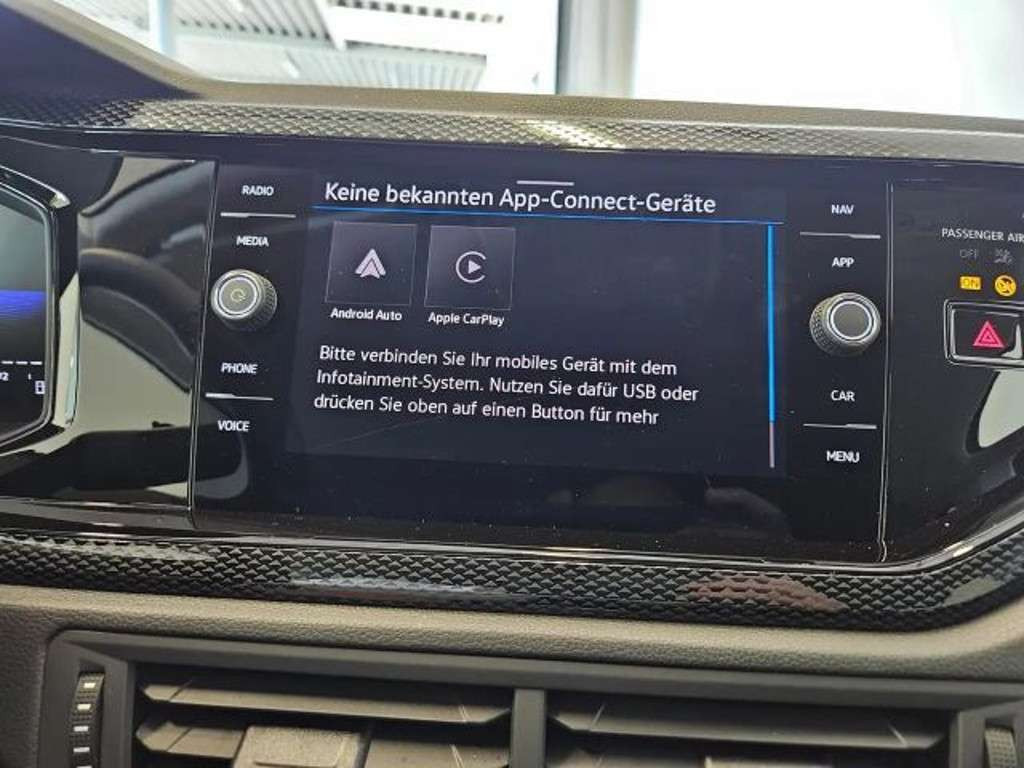 RADIO
MEDIA
PHONE
VOICE
Keine bekannten App-Connect-Geräte
Android Auto
Apple CarPlay
Bitte verbinden Sie Ihr mobiles Gerät mit dem
Infotainment-System. Nutzen Sie dafür USB oder
drücken Sie oben auf einen Button für mehr
NAV
APP
CAR
MENU
PASSENGER AIR
OFF
ON